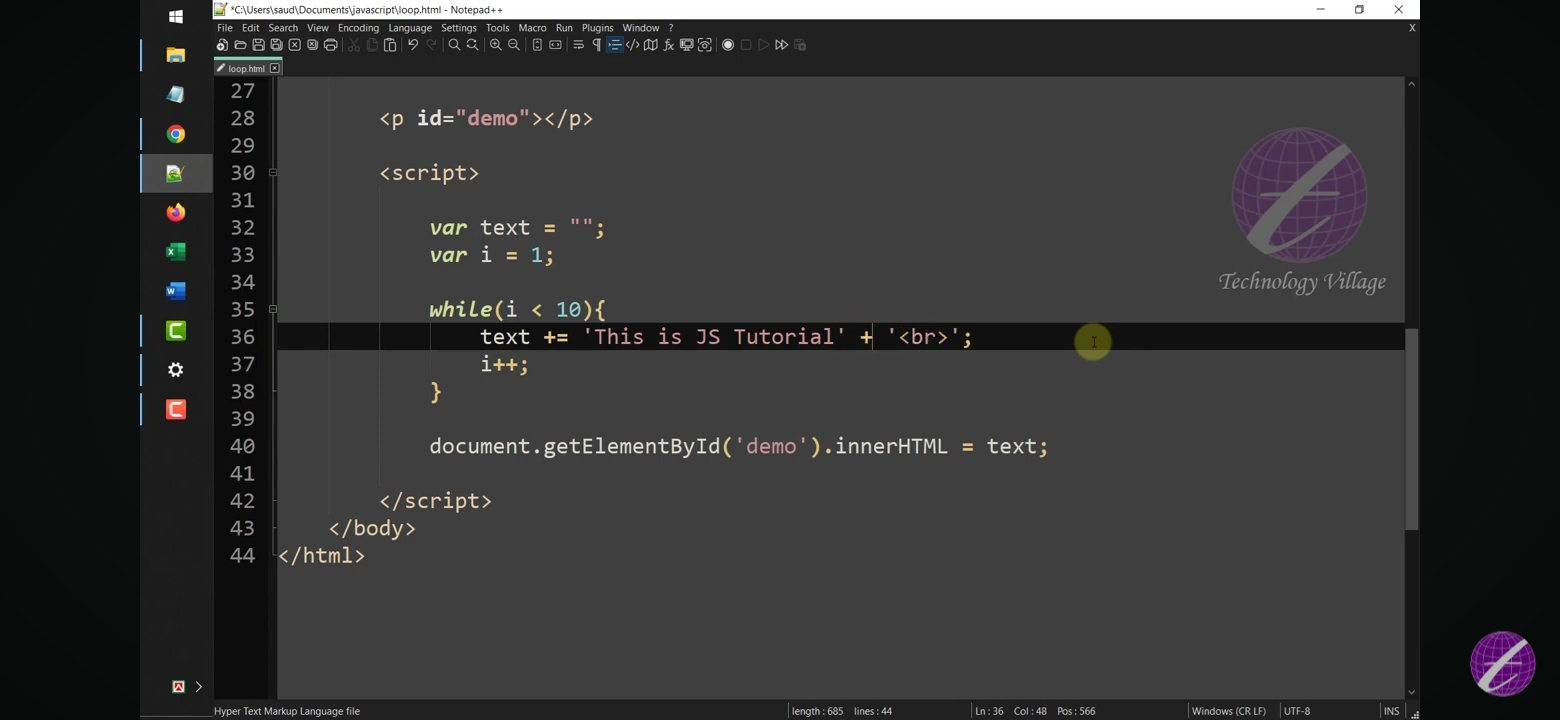 *C:\Users\saud\Documents\javascript\loop.html - Notepad++
File Edit Search View Encoding Language Settings Tools Macro Run Plugins Window ? X
loop.html
27
28 <p id="demo"></p>
29
30 <script>
31
32 var text = "";
33 var i = 1;
34
35 while(i < 10){
36 text += 'This is JS Tutorial' + '<br>';
37 i++;
38 }
39
40 document.getElementById('demo').innerHTML = text;
41
42 </script>
43 </body>
44 </html>
Technology Village
Hyper Text Markup Language file length : 685 lines : 44 Ln : 36 Col : 48 Pos : 566 Windows (CR LF) UTF-8 INS